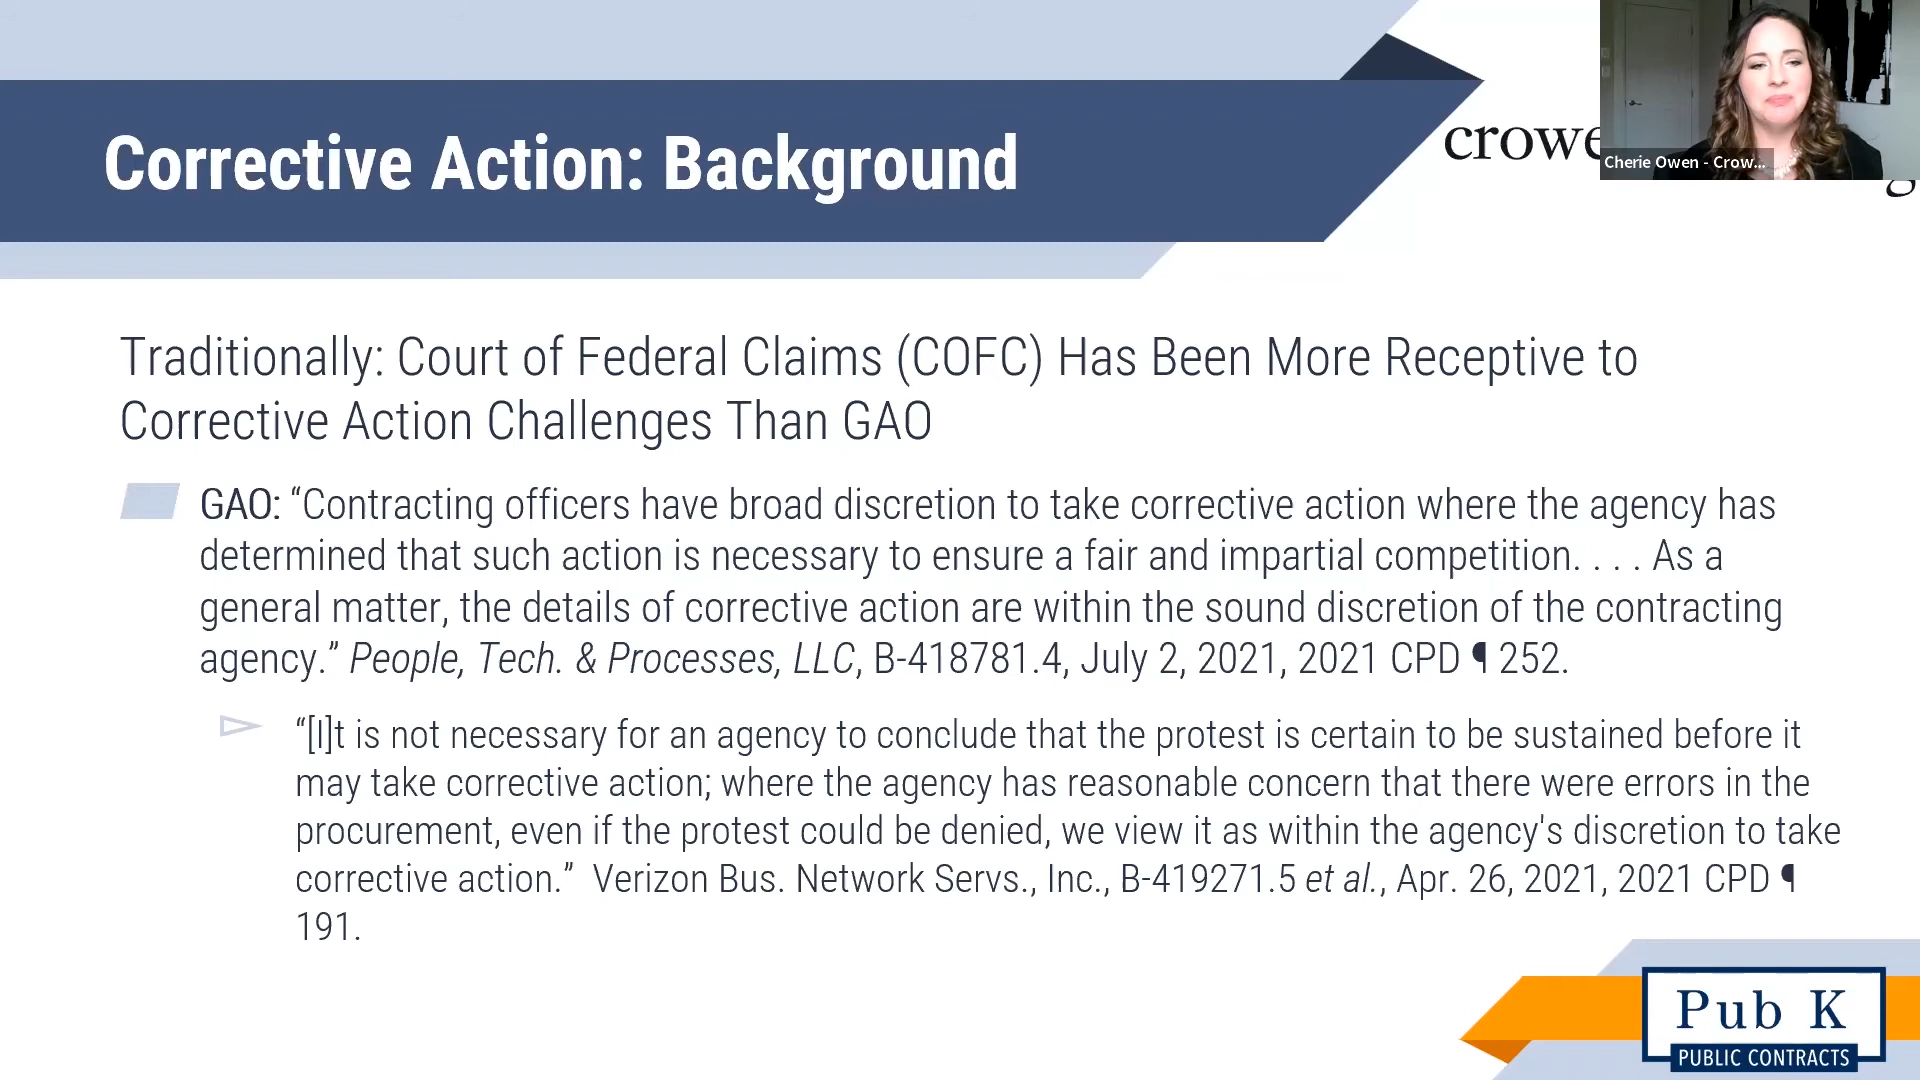 Corrective Action: Background
crowe
g
Cherie Owen - Crow...
Traditionally: Court of Federal Claims (COFC) Has Been More Receptive to
Corrective Action Challenges Than GAO
GAO: “Contracting officers have broad discretion to take corrective action where the agency has
determined that such action is necessary to ensure a fair and impartial competition. . . . As a
general matter, the details of corrective action are within the sound discretion of the contracting
agency.” People, Tech. & Processes, LLC, B-418781.4, July 2, 2021, 2021 CPD ¶ 252.
“[I]t is not necessary for an agency to conclude that the protest is certain to be sustained before it
may take corrective action; where the agency has reasonable concern that there were errors in the
procurement, even if the protest could be denied, we view it as within the agency's discretion to take
corrective action.” Verizon Bus. Network Servs., Inc., B-419271.5 et al., Apr. 26, 2021, 2021 CPD ¶
191.
Pub K
PUBLIC CONTRACTS